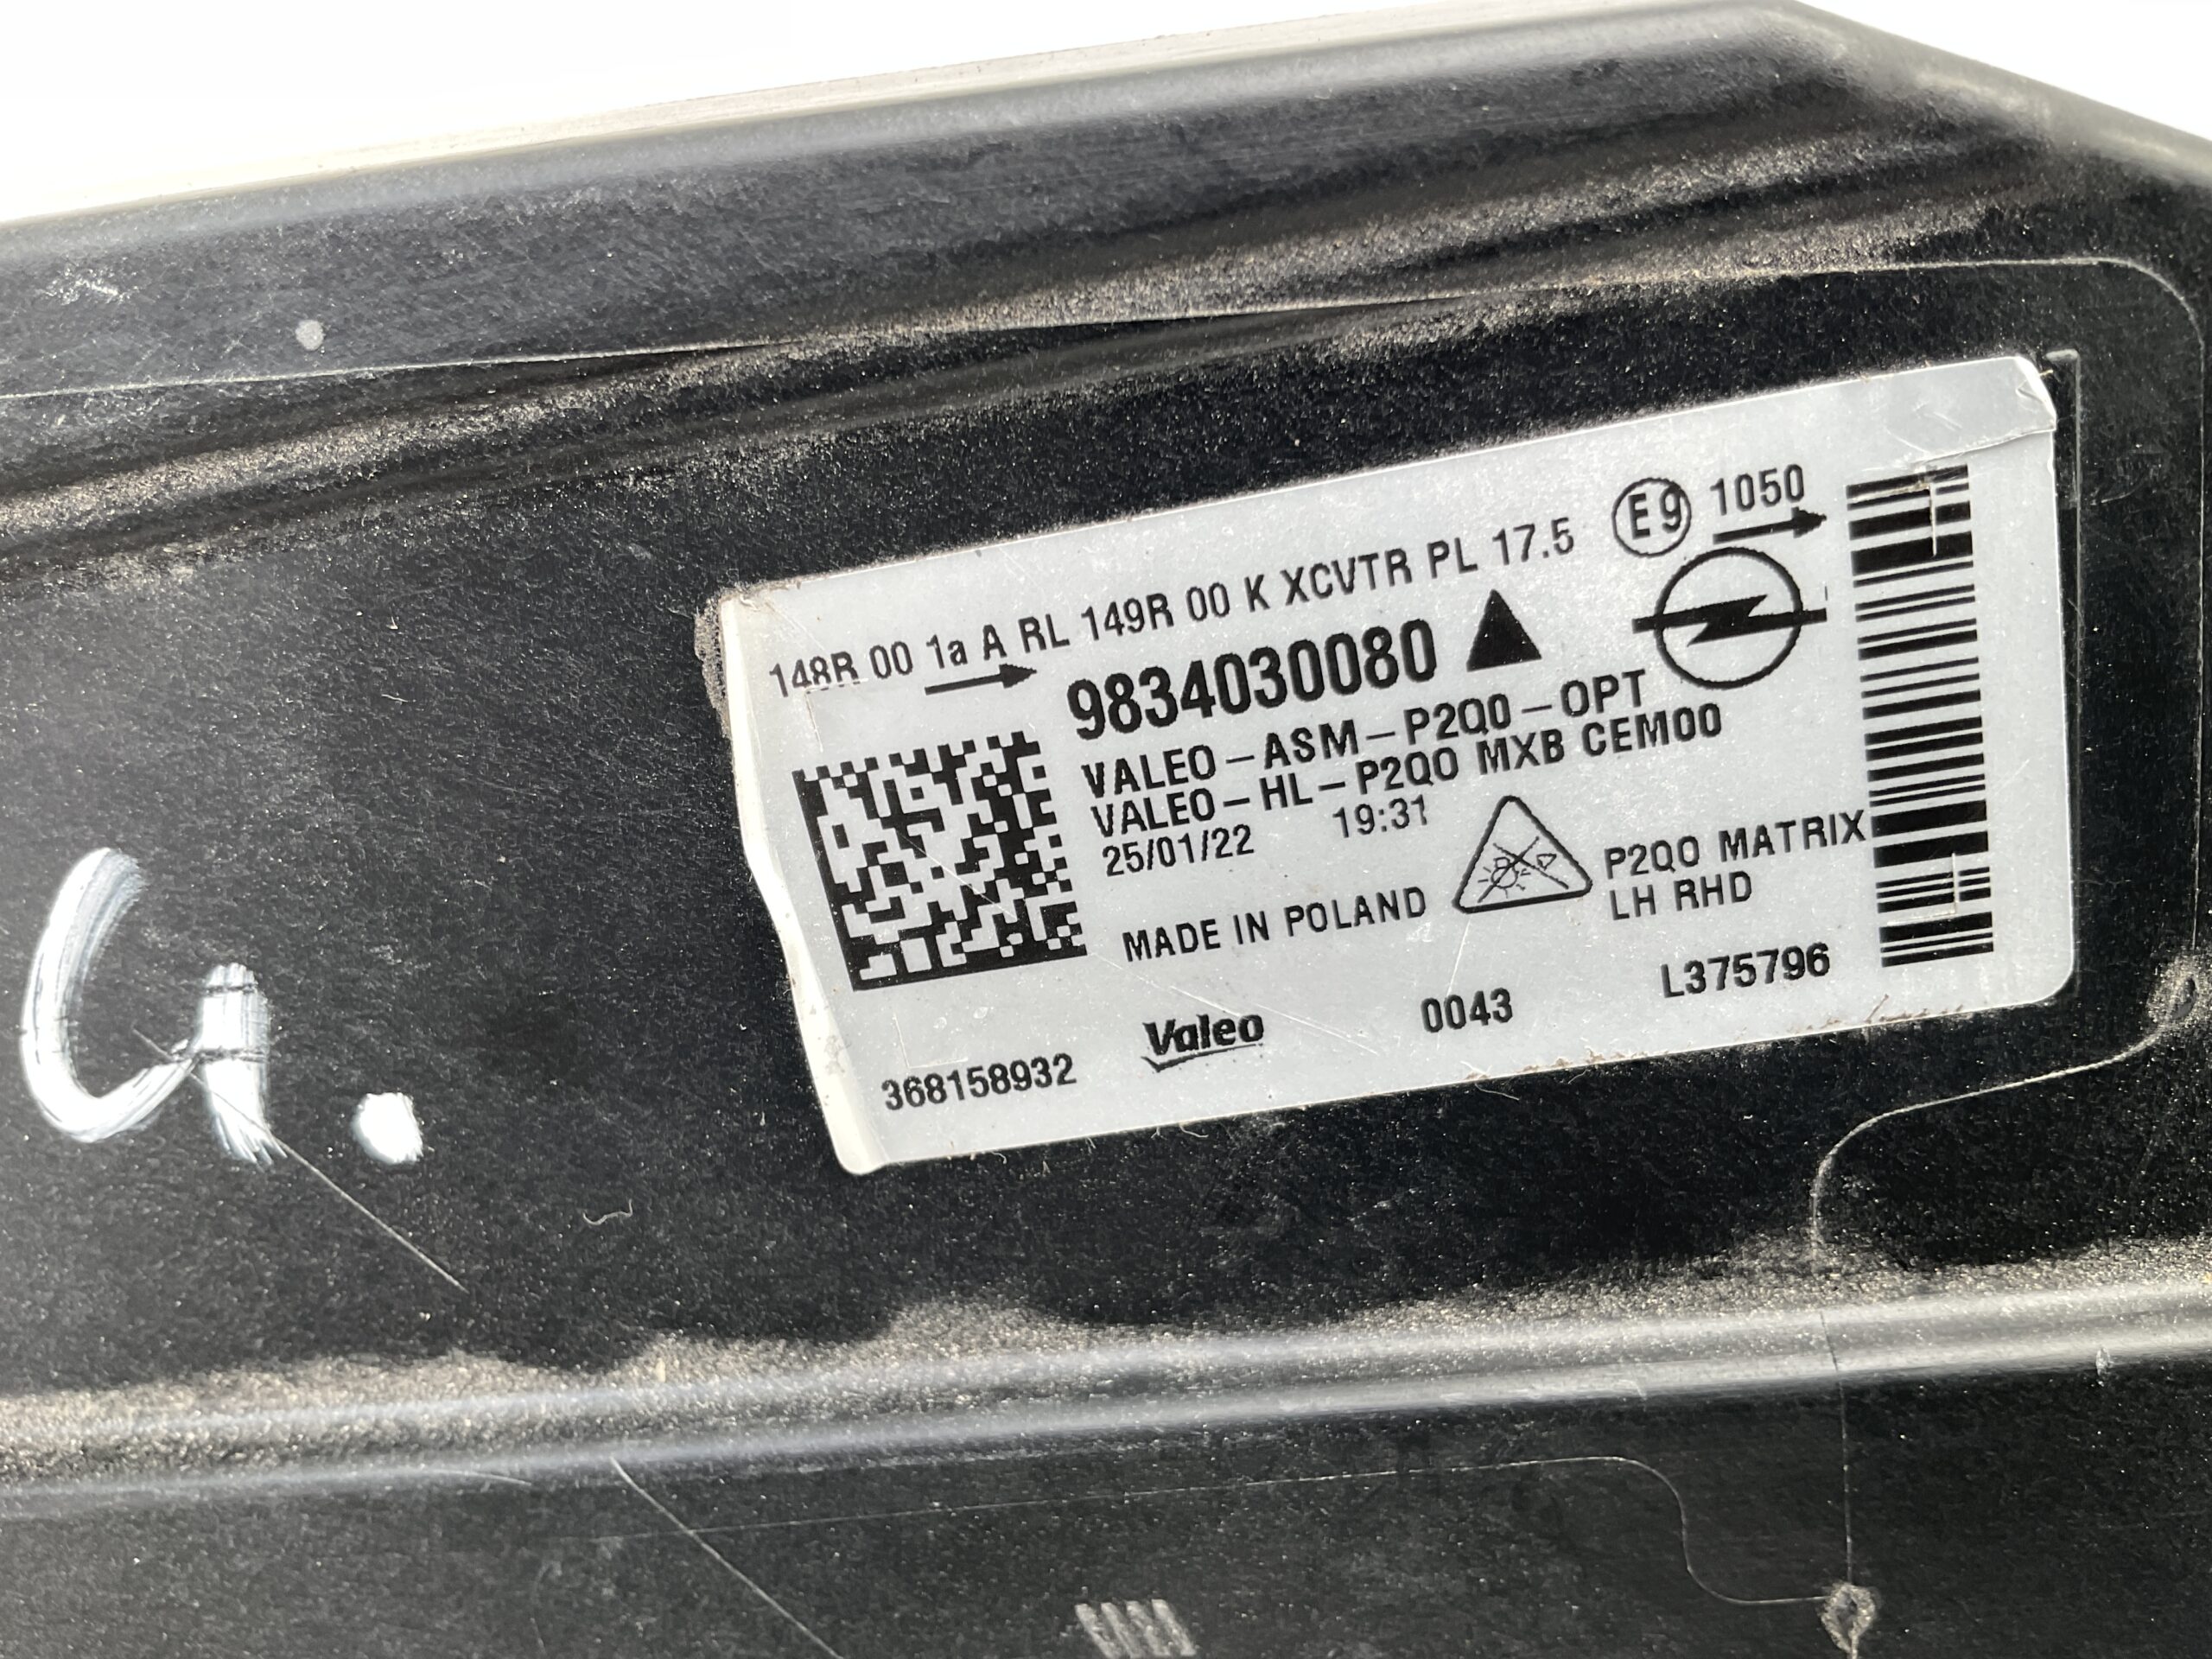 148R 00 1a A RL 149R 00 K XCVTR PL 17.5 E9 1050
9834030080
VALEO-ASM-P2Q0-OPT
VALEO-HL-P2Q0 MXB CEM00
25/01/22 19:31
P2Q0 MATRIX
LH RHD
MADE IN POLAND
L375796
0043
Valeo
368158932
G.